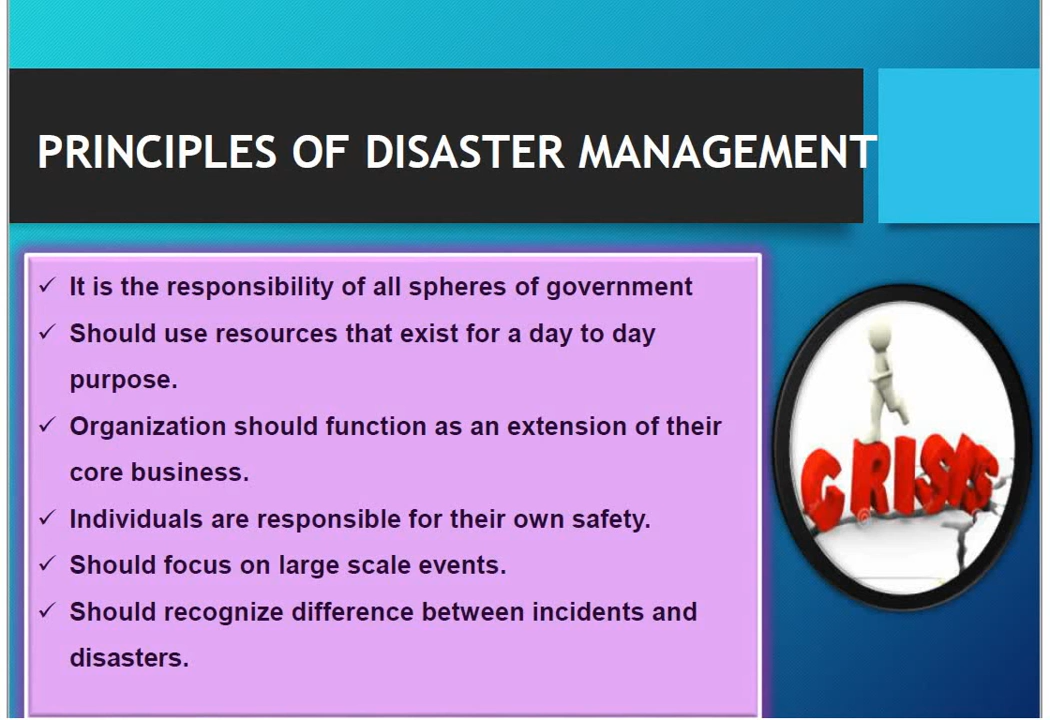 PRINCIPLES OF DISASTER MANAGEMENT
✓ It is the responsibility of all spheres of government
✓ Should use resources that exist for a day to day
purpose.
✓ Organization should function as an extension of their
core business.
✓ Individuals are responsible for their own safety.
✓ Should focus on large scale events.
✓ Should recognize difference between incidents and
disasters.
CRISIS